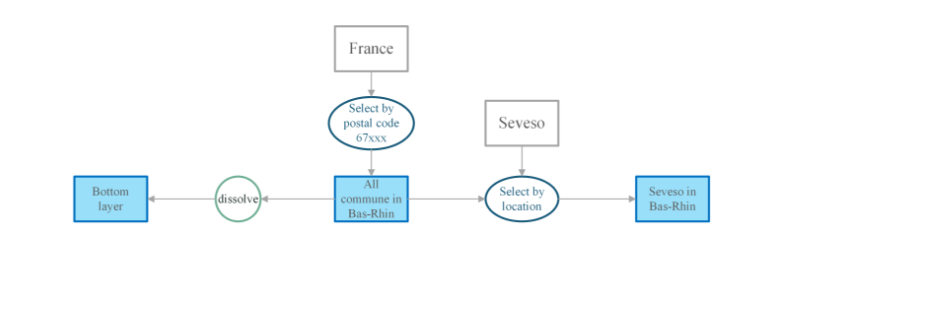 France
Select by
postal code
67xxx
Seveso
Bottom
layer
dissolve
All
commune in
Bas-Rhin
Select by
location
Seveso in
Bas-Rhin